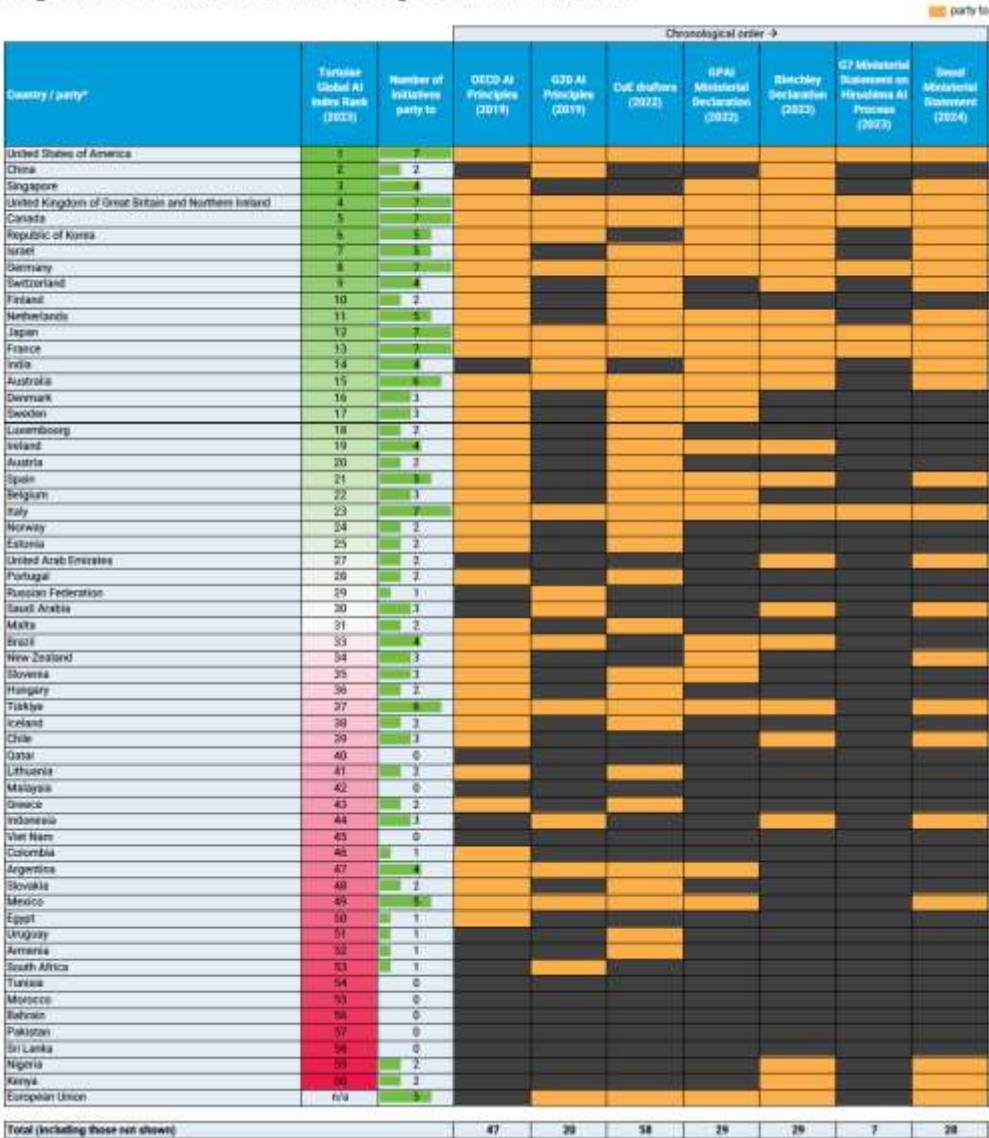 party to
Chronological order →
Country / party* Tortoise Global AI Index Rank (2023) Number of initiatives party to OECD AI Principles (2019) G20 AI Principles (2019) CoE drafters (2022) GPAI Ministerial Declaration (2022) Bletchley Declaration (2023) G7 Ministerial Statement on Hiroshima AI Process (2023) Seoul Ministerial Statement (2024)
United States of America 1 7
China 2 2
Singapore 3 4
United Kingdom of Great Britain and Northern Ireland 4 7
Canada 5 7
Republic of Korea 6 5
Israel 7 5
Germany 8 7
Switzerland 9 4
Finland 10 2
Netherlands 11 5
Japan 12 7
France 13 7
India 14 4
Australia 15 6
Denmark 16 3
Sweden 17 3
Luxembourg 18 2
Ireland 19 4
Austria 20 2
Spain 21 5
Belgium 22 3
Italy 23 7
Norway 24 2
Estonia 25 2
United Arab Emirates 27 2
Portugal 28 2
Russian Federation 29 1
Saudi Arabia 30 3
Malta 31 2
Brazil 33 4
New Zealand 34 3
Slovenia 35 3
Hungary 36 2
Türkiye 37 6
Iceland 38 2
Chile 39 3
Qatar 40 0
Lithuania 41 2
Malaysia 42 0
Greece 43 2
Indonesia 44 3
Viet Nam 45 0
Colombia 46 1
Argentina 47 4
Slovakia 48 2
Mexico 49 5
Egypt 50 1
Uruguay 51 1
Armenia 52 1
South Africa 53 1
Tunisia 54 0
Morocco 55 0
Bahrain 56 0
Pakistan 57 0
Sri Lanka 58 0
Nigeria 59 2
Kenya 60 2
European Union n/a 5
Total (including those not shown) 47 20 58 29 29 7 28